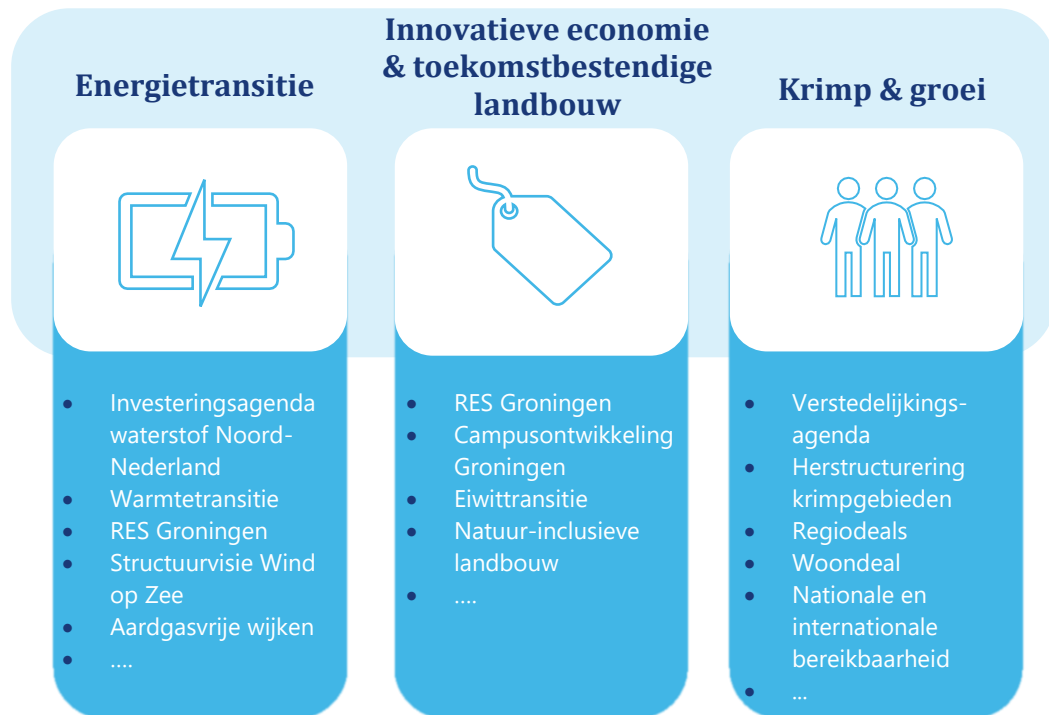 Energietransitie
• Investeringsagenda
waterstof Noord-
Nederland
• Warmtetransitie
• RES Groningen
• Structuurvisie Wind
op Zee
• Aardgasvrije wijken
• ....
Innovatieve economie
& toekomstbestendige
landbouw
• RES Groningen
• Campusontwikkeling
Groningen
• Eiwittransitie
• Natuur-inclusieve
landbouw
• ....
Krimp & groei
• Verstedelijkings-
agenda
• Herstructurering
krimpgebieden
• Regiodeals
• Woondeal
• Nationale en
internationale
bereikbaarheid
• ...